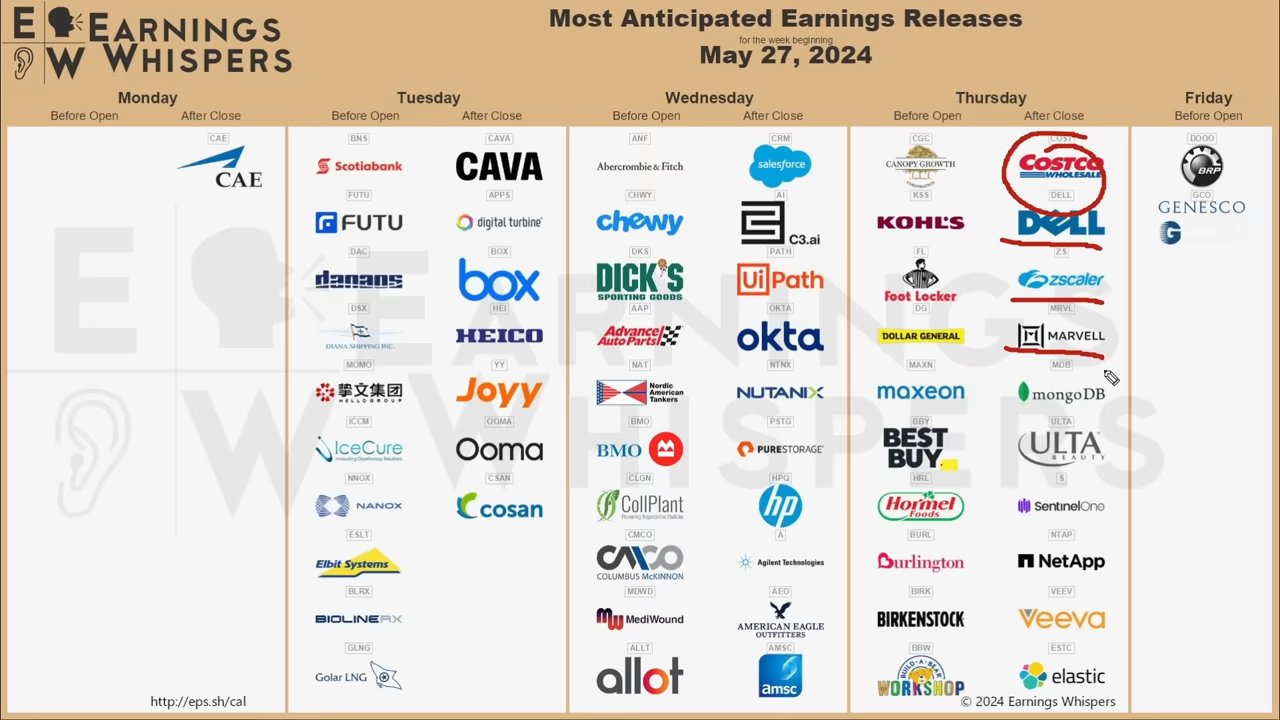 E EARNINGS
W WHISPERS
Most Anticipated Earnings Releases
for the week beginning
May 27, 2024
Monday
Before Open After Close
Tuesday
Before Open After Close
Wednesday
Before Open After Close
Thursday
Before Open After Close
Friday
Before Open
CAE
CAE
BNS
Scotiabank
FUTU
FUTU
DAC
danaos
DSX
DIANA SHIPPING INC.
MOMO
挚文集团
HELLOGROUP
ICCM
IceCure
NNOX
NANOX
ESLT
Elbit Systems
BLRX
BIOLINERX
GLNG
Golar LNG
CAVA
CAVA
APPS
digital turbine
BOX
box
HEI
HEICO
YY
Joyy
OOMA
Ooma
CSAN
cosan
ANF
Abercrombie & Fitch
CHWY
chewy
DKS
DICK'S
SPORTING GOODS
AAP
Advance
Auto Parts
NAT
Nordic
American
Tankers
BMO
BMO
CLGN
CollPlant
CMCO
CMCO
COLUMBUS McKINNON
MDWD
MediWound
ALLT
allot
CRM
salesforce
AI
C3.ai
PATH
Ui Path
OKTA
okta
NTNX
NUTANIX
PSTG
PURESTORAGE
HPQ
hp
A
Agilent Technologies
AEO
AMERICAN EAGLE
OUTFITTERS
AMSC
amsc
CGC
CANOPY GROWTH
CORPORATION
KSS
KOHL'S
FL
Foot Locker
DG
DOLLAR GENERAL
MAXN
maxeon
BBY
BEST
BUY
HRL
Hormel
Foods
BURL
Burlington
BIRK
BIRKENSTOCK
BBW
BUILD-A-BEAR
WORKSHOP
COST
COSTCO
WHOLESALE
DELL
DELL
ZS
zscaler
MRVL
MARVELL
MDB
mongoDB
ULTA
ULTA
BEAUTY
S
SentinelOne
NTAP
NetApp
VEEV
Veeva
ESTC
elastic
DOOO
BRP
GCO
GENESCO
G
E EARNINGS
W WHISPERS
http://eps.sh/cal
© 2024 Earnings Whispers